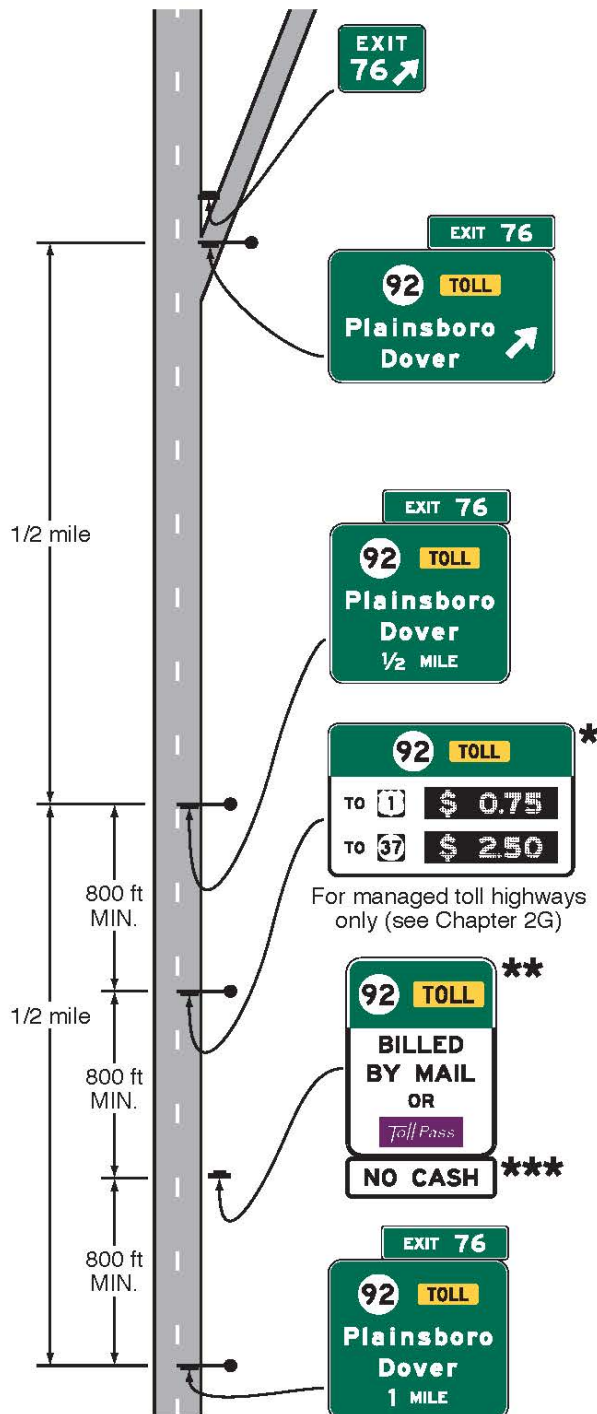 EXIT
76
EXIT 76
92 TOLL
Plainsboro
Dover
1/2 mile
EXIT 76
92 TOLL
Plainsboro
Dover
½ MILE
92 TOLL *
TO 1 $ 0.75
TO 37 $ 2.50
For managed toll highways
only (see Chapter 2G)
800 ft
MIN.
1/2 mile
800 ft
MIN.
92 TOLL **
BILLED
BY MAIL
OR
Toll Pass
NO CASH ***
800 ft
MIN.
EXIT 76
92 TOLL
Plainsboro
Dover
1 MILE